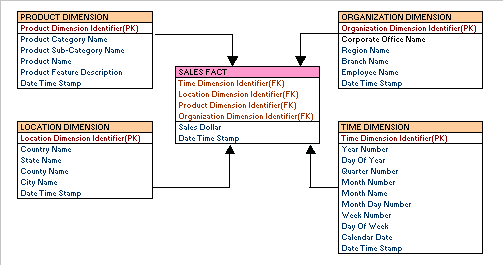 PRODUCT DIMENSION
Product Dimension Identifier(PK)
Product Category Name
Product Sub-Category Name
Product Name
Product Feature Description
Date Time Stamp
ORGANIZATION DIMENSION
Organization Dimension Identifier(PK)
Corporate Office Name
Region Name
Branch Name
Employee Name
Date Time Stamp
SALES FACT
Time Dimension Identifier(FK)
Location Dimension Identifier(FK)
Product Dimension Identifier(FK)
Organization Dimension Identifier(FK)
Sales Dollar
Date Time Stamp
LOCATION DIMENSION
Location Dimension Identifier(PK)
Country Name
State Name
County Name
City Name
Date Time Stamp
TIME DIMENSION
Time Dimension Identifier(PK)
Year Number
Day Of Year
Quarter Number
Month Number
Month Name
Month Day Number
Week Number
Day Of Week
Calendar Date
Date Time Stamp